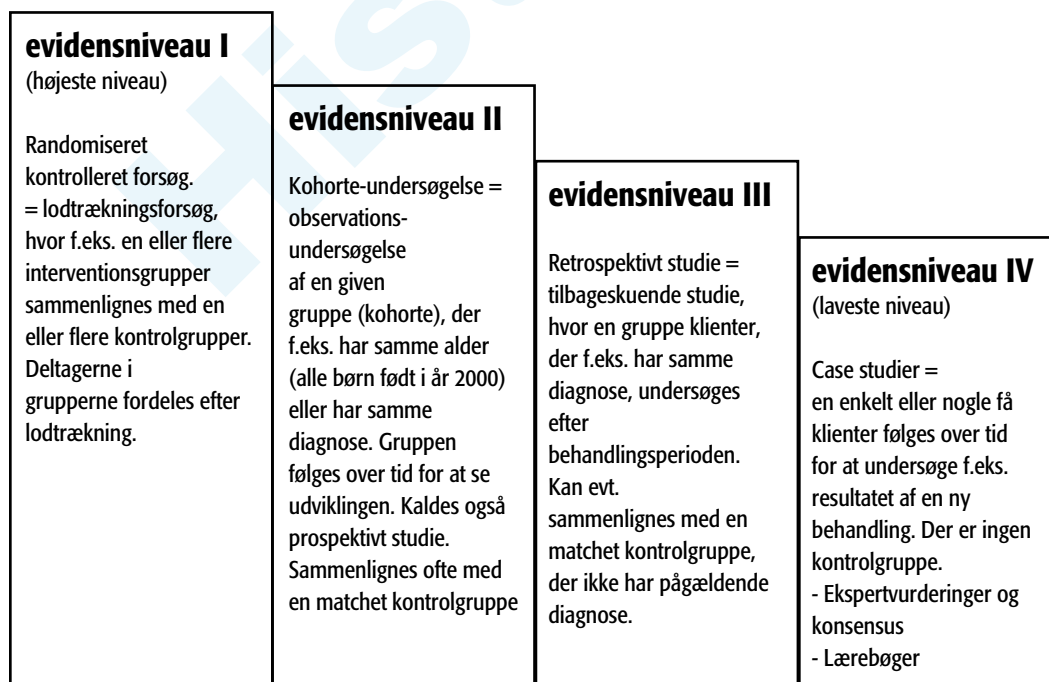 evidensniveau I
(højeste niveau)
Randomiseret
kontrolleret forsøg.
= lodtrækningsforsøg,
hvor f.eks. en eller flere
interventionsgrupper
sammenlignes med en
eller flere kontrolgrupper.
Deltagerne i
grupperne fordeles efter
lodtrækning.
evidensniveau II
Kohorte-undersøgelse =
observations-
undersøgelse
af en given
gruppe (kohorte), der
f.eks. har samme alder
(alle børn født i år 2000)
eller har samme
diagnose. Gruppen
følges over tid for at se
udviklingen. Kaldes også
prospektivt studie.
Sammenlignes ofte med
en matchet kontrolgruppe
evidensniveau III
Retrospektivt studie =
tilbageskuende studie,
hvor en gruppe klienter,
der f.eks. har samme
diagnose, undersøges
efter
behandlingsperioden.
Kan evt.
sammenlignes med en
matchet kontrolgruppe,
der ikke har pågældende
diagnose.
evidensniveau IV
(laveste niveau)
Case studier =
en enkelt eller nogle få
klienter følges over tid
for at undersøge f.eks.
resultatet af en ny
behandling. Der er ingen
kontrolgruppe.
- Ekspertvurderinger og
konsensus
- Lærebøger
His